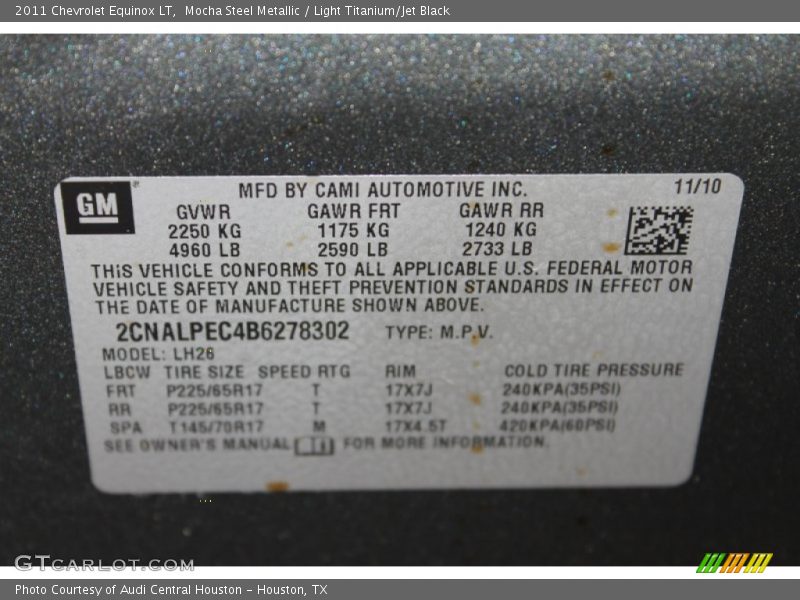 2011 Chevrolet Equinox LT, Mocha Steel Metallic / Light Titanium/Jet Black
GM
MFD BY CAMI AUTOMOTIVE INC. 11/10
GVWR GAWR FRT GAWR RR
2250 KG 1175 KG 1240 KG
4960 LB 2590 LB 2733 LB
THiS VEHICLE CONFORMS TO ALL APPLICABLE U.S. FEDERAL MOTOR
VEHICLE SAFETY AND THEFT PREVENTION STANDARDS IN EFFECT ON
THE DATE OF MANUFACTURE SHOWN ABOVE.
2CNALPEC4B6278302 TYPE: M.P.V.
MODEL: LH26
LBCW TIRE SIZE SPEED RTG RIM COLD TIRE PRESSURE
FRT P225/65R17 T 17X7J 240KPA(35PSI)
RR P225/65R17 T 17X7J 240KPA(35PSI)
SPA T145/70R17 M 17X4.5T 420KPA(60PSI)
SEE OWNER'S MANUAL FOR MORE INFORMATION.
GTCARLOT.COM
Photo Courtesy of Audi Central Houston - Houston, TX